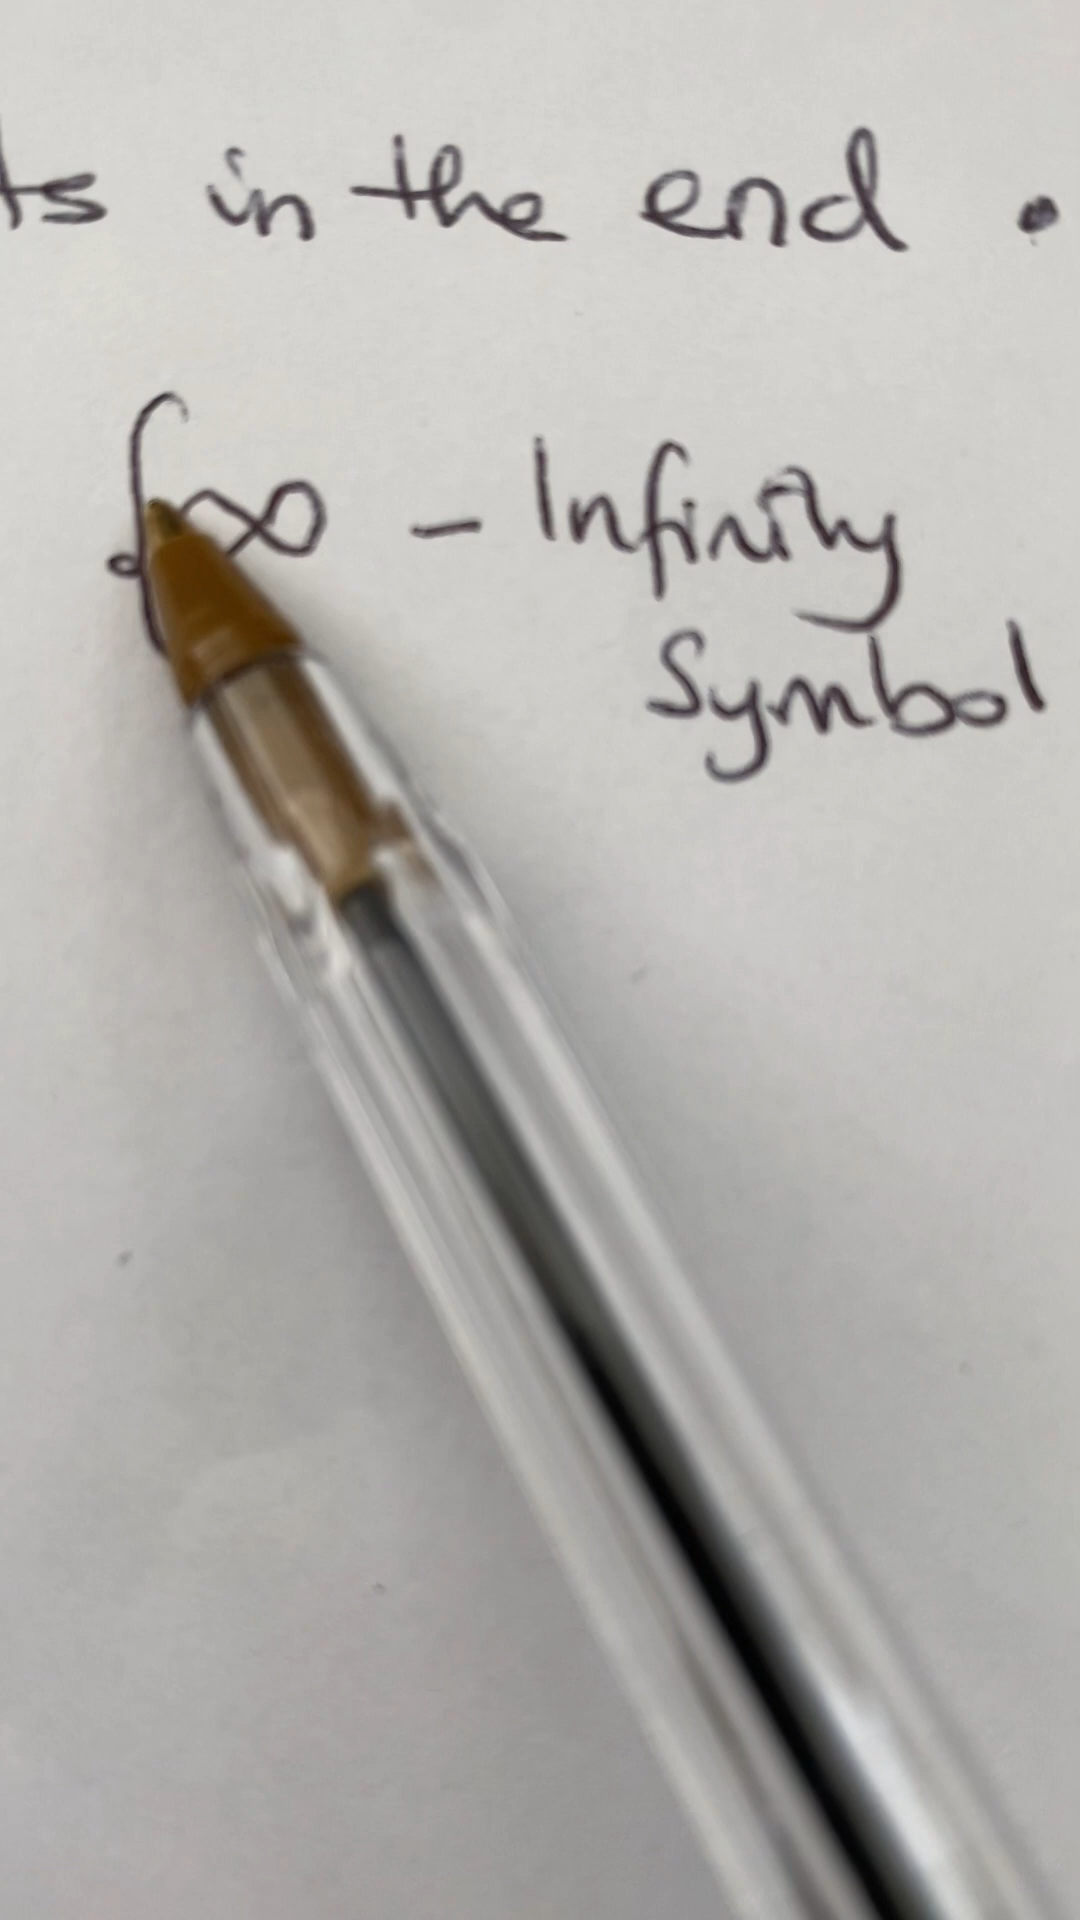 ts in the end.
∞ - Infinity
Symbol